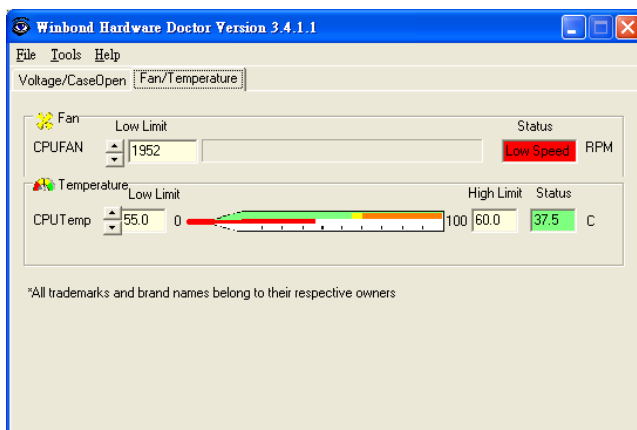 Winbond Hardware Doctor Version 3.4.1.1
File Tools Help
Voltage/CaseOpen Fan/Temperature
Fan
Low Limit Status
CPUFAN 1952 Low Speed RPM
Temperature
Low Limit High Limit Status
CPUTemp 55.0 0 100 60.0 37.5 C
*All trademarks and brand names belong to their respective owners